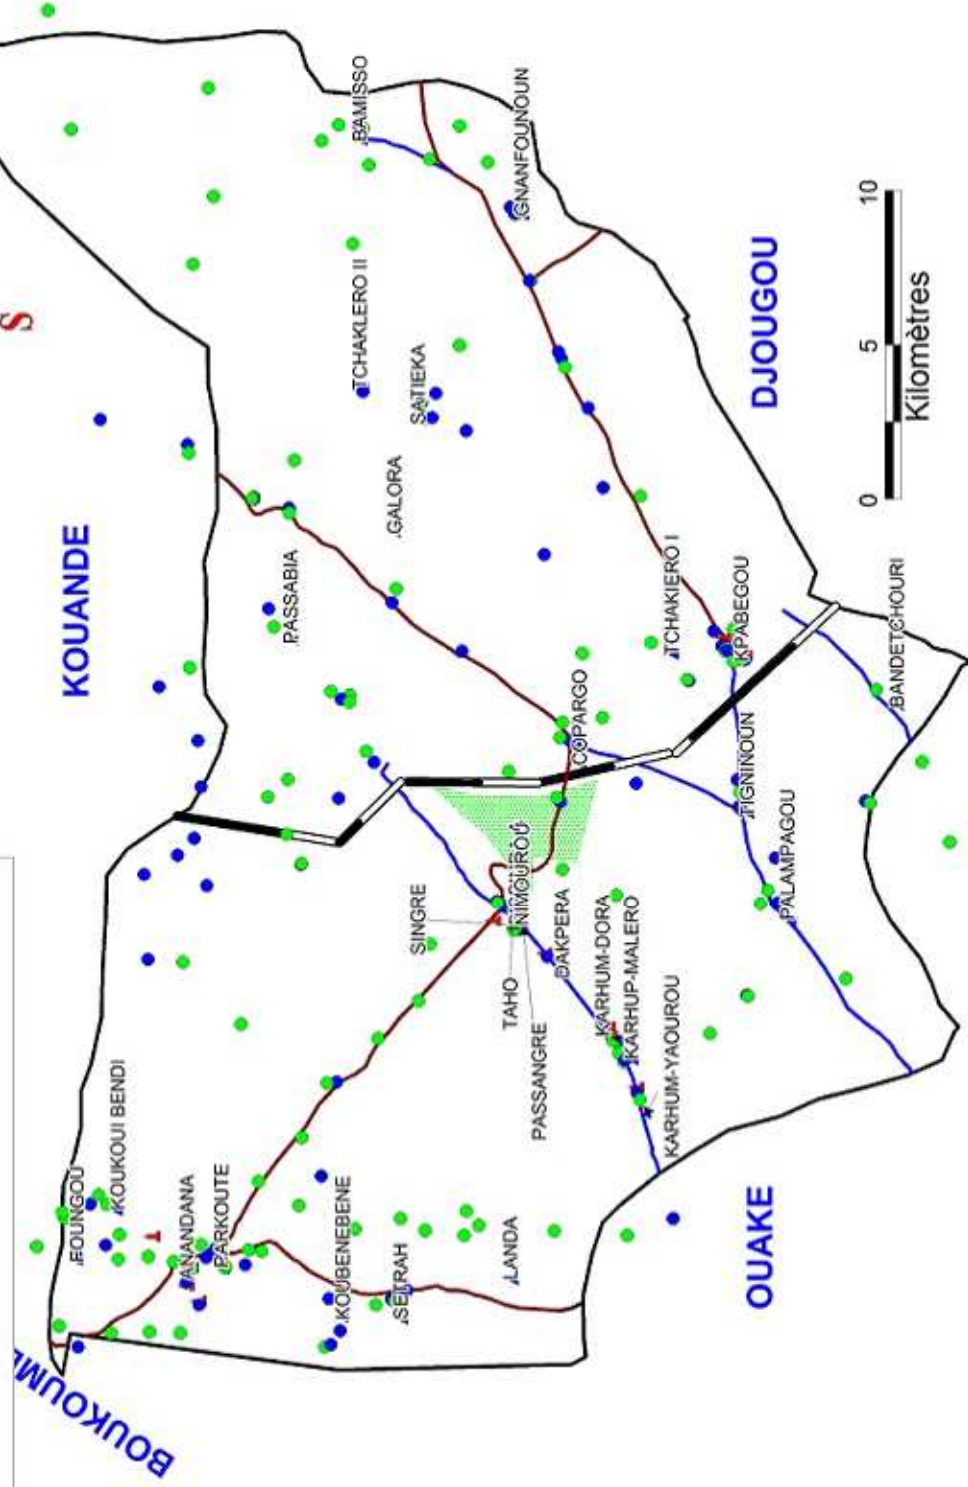 S
KOUANDE
BOUKOUM
DJOUGOU
OUAKE
BAMISSO
GNANFOUNOUN
TCHAKLERO II
SATIEKA
GALORA
PASSABIA
TCHAKIERO I
KPABEGOU
BANDETCHOURI
COPARGO
TIGNINOUN
PALAMPAGOU
NIMOUROU
SINGRE
DAKPERA
TAHO
KARHUM-DORA
KARHUP-MALERO
PASSANGRE
KARHUM-YAOUROU
KOUKOUI BENDI
FOUNGOU
ANANDANA
PARKOUTE
KOUBENEBENE
SETRAH
LANDA
0 5 10
Kilomètres